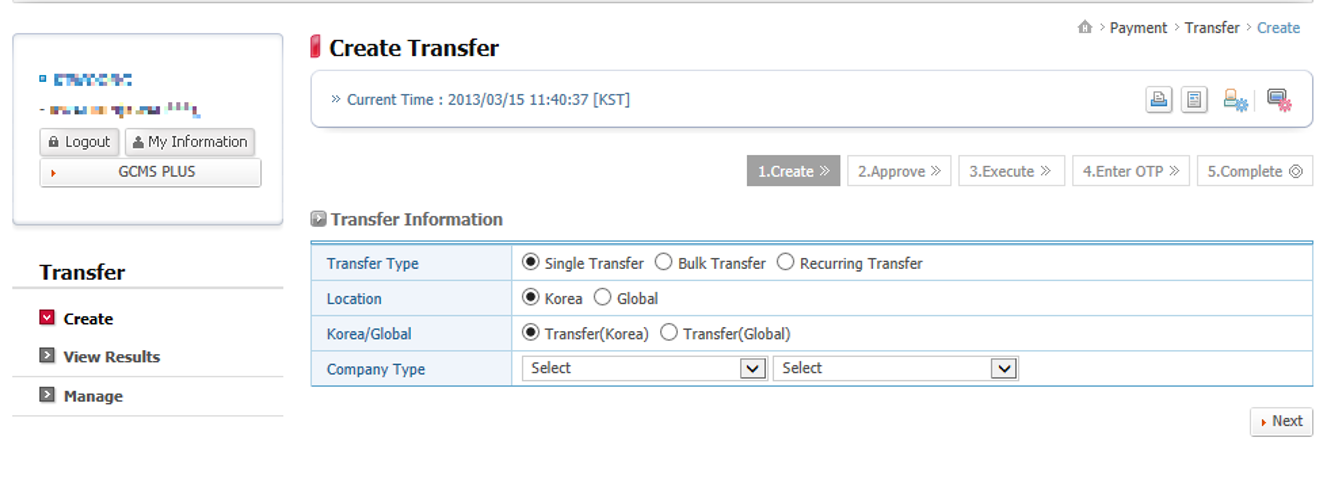 Payment > Transfer > Create
Create Transfer
» Current Time : 2013/03/15 11:40:37 [KST]
Logout My Information
GCMS PLUS
1.Create » 2.Approve » 3.Execute » 4.Enter OTP » 5.Complete
Transfer Information
Transfer
Create
View Results
Manage
Transfer Type Single Transfer Bulk Transfer Recurring Transfer
Location Korea Global
Korea/Global Transfer(Korea) Transfer(Global)
Company Type Select Select
Next